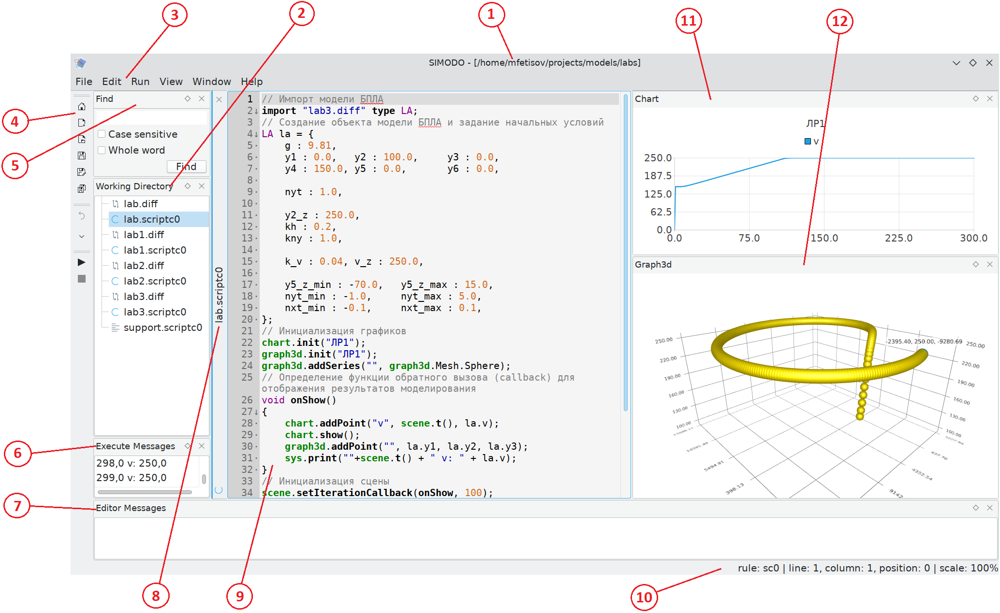 3
2
1
11
12
SIMODO - [/home/mfetisov/projects/models/labs]
File Edit Run View Window Help
4
5
Find
Case sensitive
Whole word
Find
Working Directory
lab.diff
lab.scriptc0
lab1.diff
lab1.scriptc0
lab2.diff
lab2.scriptc0
lab3.diff
lab3.scriptc0
support.scriptc0
6
Execute Messages
298,0 v: 250,0
299,0 v: 250,0
lab.scriptc0
1 // Импорт модели БПЛА
2 import "lab3.diff" type LA;
3 // Создание объекта модели БПЛА и задание начальных условий
4 LA la = {
5 g : 9.81,
6 y1 : 0.0, y2 : 100.0, y3 : 0.0,
7 y4 : 150.0, y5 : 0.0, y6 : 0.0,
8
9 nyt : 1.0,
10
11 y2_z : 250.0,
12 kh : 0.2,
13 kny : 1.0,
14
15 k_v : 0.04, v_z : 250.0,
16
17 y5_z_min : -70.0, y5_z_max : 15.0,
18 nyt_min : -1.0, nyt_max : 5.0,
19 nxt_min : -0.1, nxt_max : 0.1,
20 };
21 // Инициализация графиков
22 chart.init("ЛР1");
23 graph3d.init("ЛР1");
24 graph3d.addSeries("", graph3d.Mesh.Sphere);
25 // Определение функции обратного вызова (callback) для
отображения результатов моделирования
26 void onShow()
27 {
28 chart.addPoint("v", scene.t(), la.v);
29 chart.show();
30 graph3d.addPoint("", la.y1, la.y2, la.y3);
31 sys.print(""+scene.t() + " v: " + la.v);
32 }
33 // Инициализация сцены
34 scene.setIterationCallback(onShow, 100);
Chart
ЛР1
v
250.0
187.5
125.0
62.5
0.0
0.0 75.0 150.0 225.0 300.0
Graph3d
-2395.40, 250.00, -9280.69
250.00
220.00
190.00
160.00
130.00
100.00
10591.49
5494.81
398.13
250.00
220.00
190.00
160.00
130.00
100.00
4352.54
-9142
7
Editor Messages
rule: sc0 | line: 1, column: 1, position: 0 | scale: 100%
8
9
10